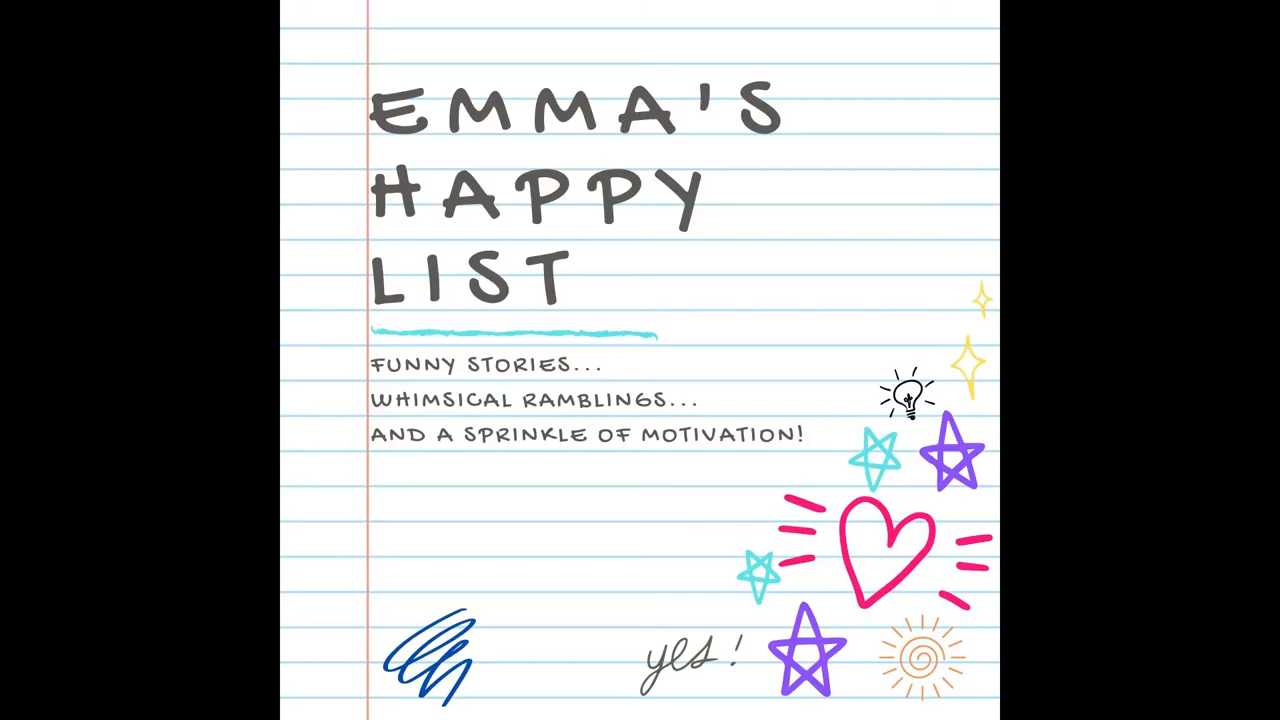 EMMA'S
HAPPY
LIST
FUNNY STORIES...
WHIMSICAL RAMBLINGS...
AND A SPRINKLE OF MOTIVATION!
yes!